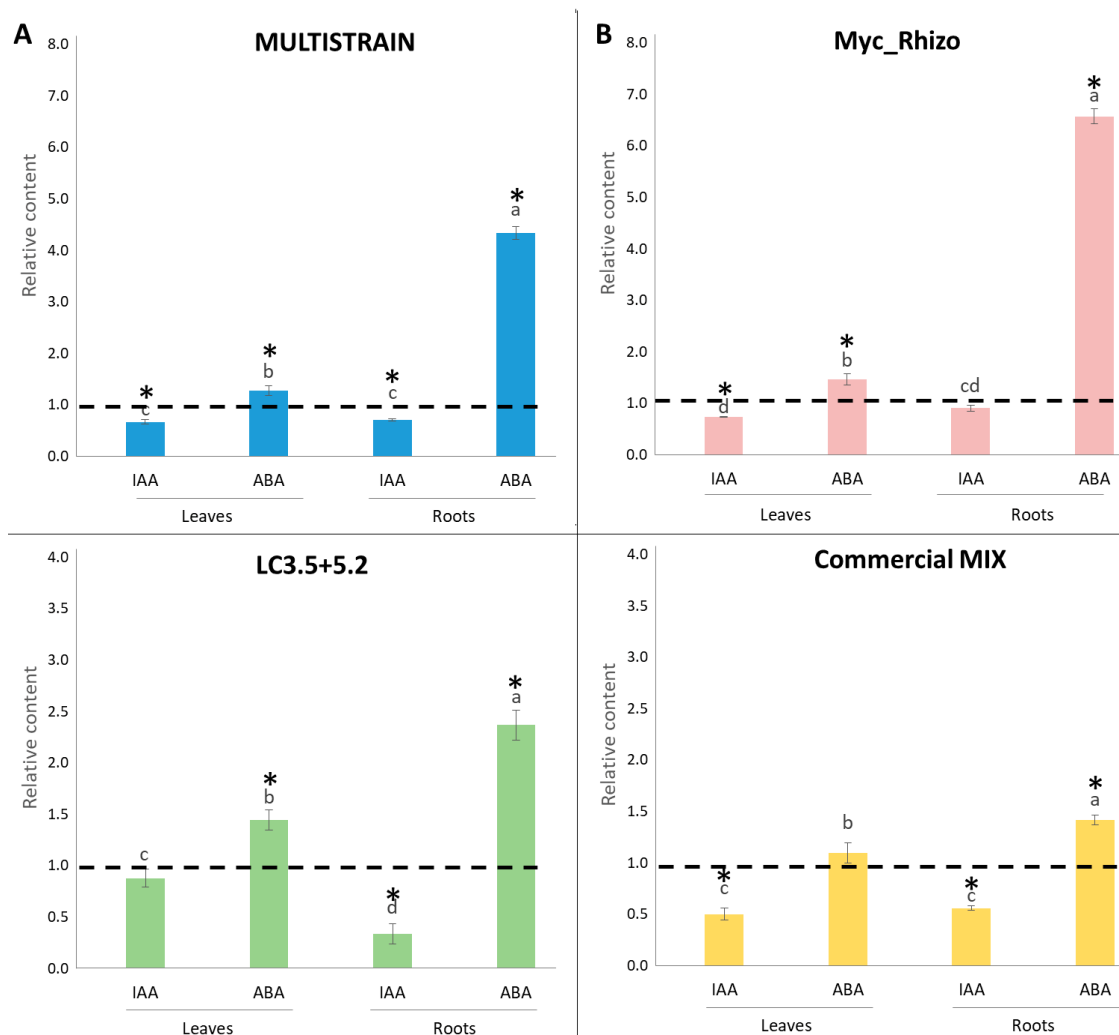 A
MULTISTRAIN
Relative content
8.0
7.0
6.0
5.0
4.0
3.0
2.0
1.0
0.0
*
c
*
b
*
c
*
a
IAA ABA IAA ABA
Leaves Roots
B
Myc_Rhizo
Relative content
8.0
7.0
6.0
5.0
4.0
3.0
2.0
1.0
0.0
*
d
*
b
cd
*
a
IAA ABA IAA ABA
Leaves Roots
LC3.5+5.2
Relative content
4.0
3.5
3.0
2.5
2.0
1.5
1.0
0.5
0.0
c
*
b
*
d
*
a
IAA ABA IAA ABA
Leaves Roots
Commercial MIX
Relative content
4.0
3.5
3.0
2.5
2.0
1.5
1.0
0.5
0.0
*
c
b
*
c
*
a
IAA ABA IAA ABA
Leaves Roots